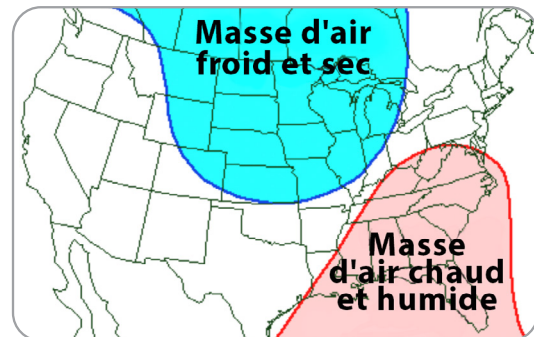 Masse d'air
froid et sec
Masse
d'air chaud
et humide